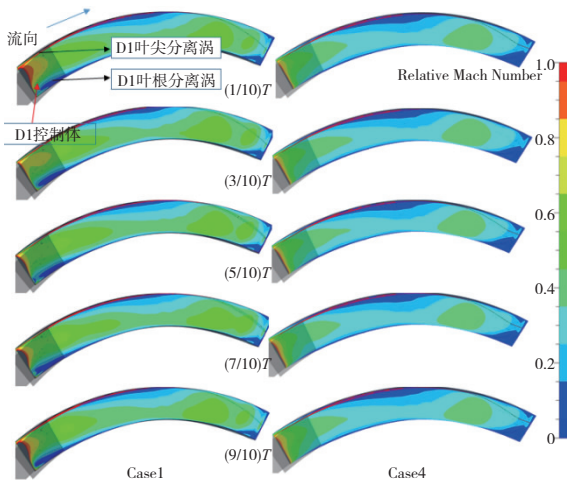 流向
D1叶尖分离涡
D1叶根分离涡
D1控制体
(1/10)T
Relative Mach Number
1.0
(3/10)T
0.8
(5/10)T
0.6
0.4
(7/10)T
0.2
(9/10)T
0
Case1
Case4